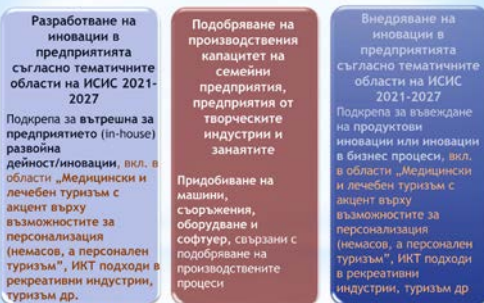 Разработване на
иновации в
предприятията
съгласно тематичните
области на ИСИС 2021-
2027
Подкрепа за вътрешна за
предприятието (in-house)
развойна
дейност/иновации, вкл. в
области „Медицински и
лечебен туризъм с
акцент върху
възможностите за
персонализация
(немасов, а персонален
туризъм", ИКТ подходи в
рекреативни индустрии,
туризъм др.
Подобряване на
производствения
капацитет на
семейни
предприятия,
предприятия от
творческите
индустрии и
занаятите
Придобиване на
машини,
съоръжения,
оборудване и
софтуер, свързани с
подобряване на
производствените
процеси
Внедряване на
иновации в
предприятията
съгласно тематичните
области на ИСИС
2021-2027
Подкрепа за въвеждане
на продуктови
иновации или иновации
в бизнес процеси, вкл.
в области „Медицински
и лечебен туризъм с
акцент върху
възможностите за
персонализация
(немасов, а персонален
туризъм", ИКТ подходи
в рекреативни
индустрии, туризъм др